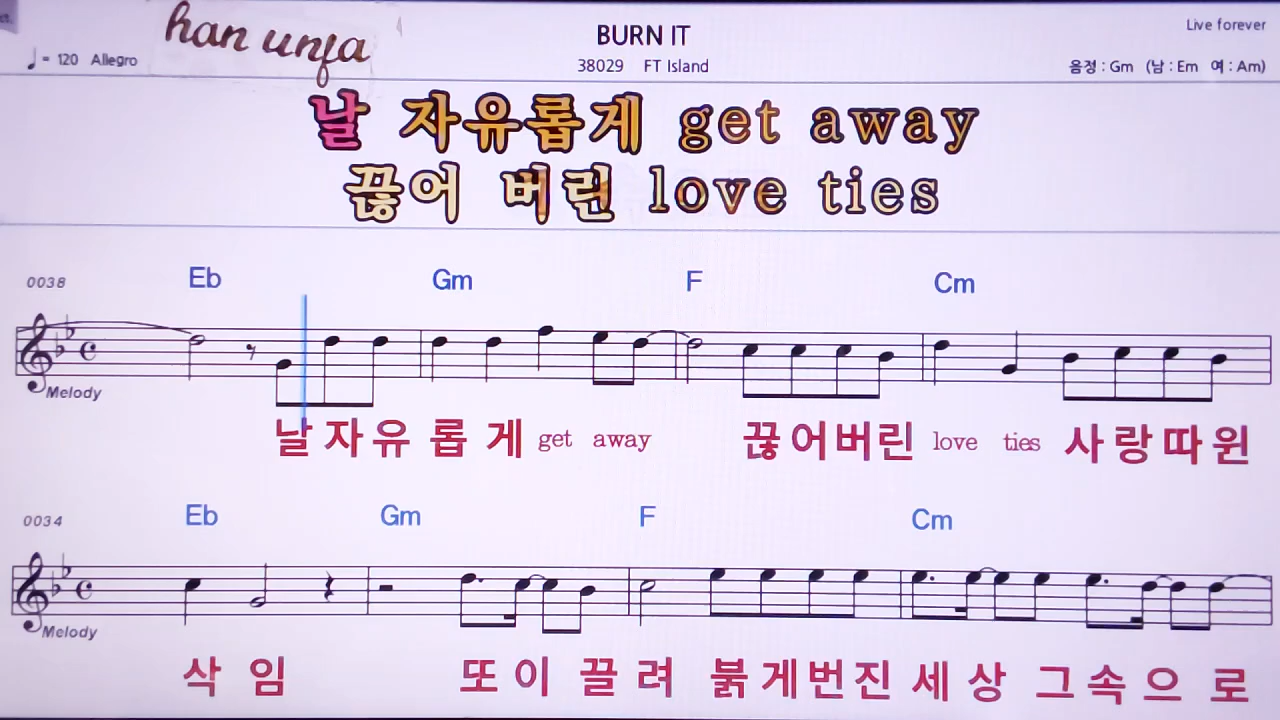 han unja
BURN IT
Live forever
♩ = 120 Allegro
38029 FT Island
음정 : Gm (남 : Em 여 : Am)
날 자유롭게 get away
끊어 버린 love ties
0038
Eb Gm F Cm
Melody
날 자 유 롭 게 get away 끊 어 버 린 love ties 사 랑 따 윈
0034
Eb Gm F Cm
Melody
삭 임 또 이 끌 려 붉 게 번 진 세 상 그 속 으 로